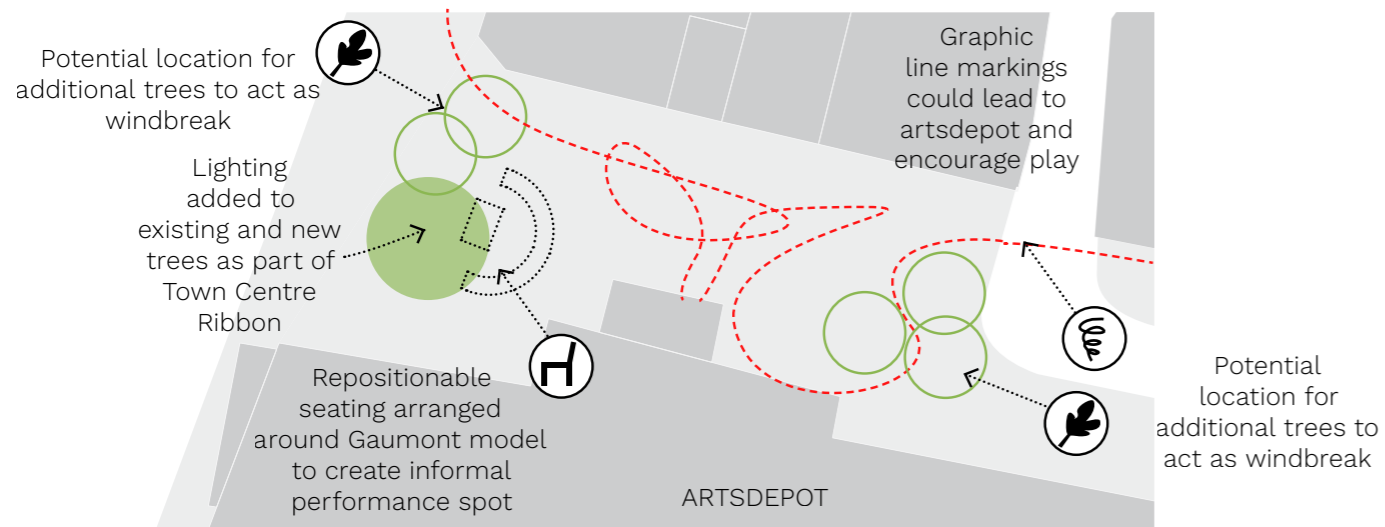 Potential location for
additional trees to act as
windbreak
Lighting
added to
existing and new
trees as part of
Town Centre
Ribbon
Repositionable
seating arranged
around Gaumont model
to create informal
performance spot
ARTSDEPOT
Graphic
line markings
could lead to
artsdepot and
encourage play
Potential
location for
additional trees to
act as windbreak